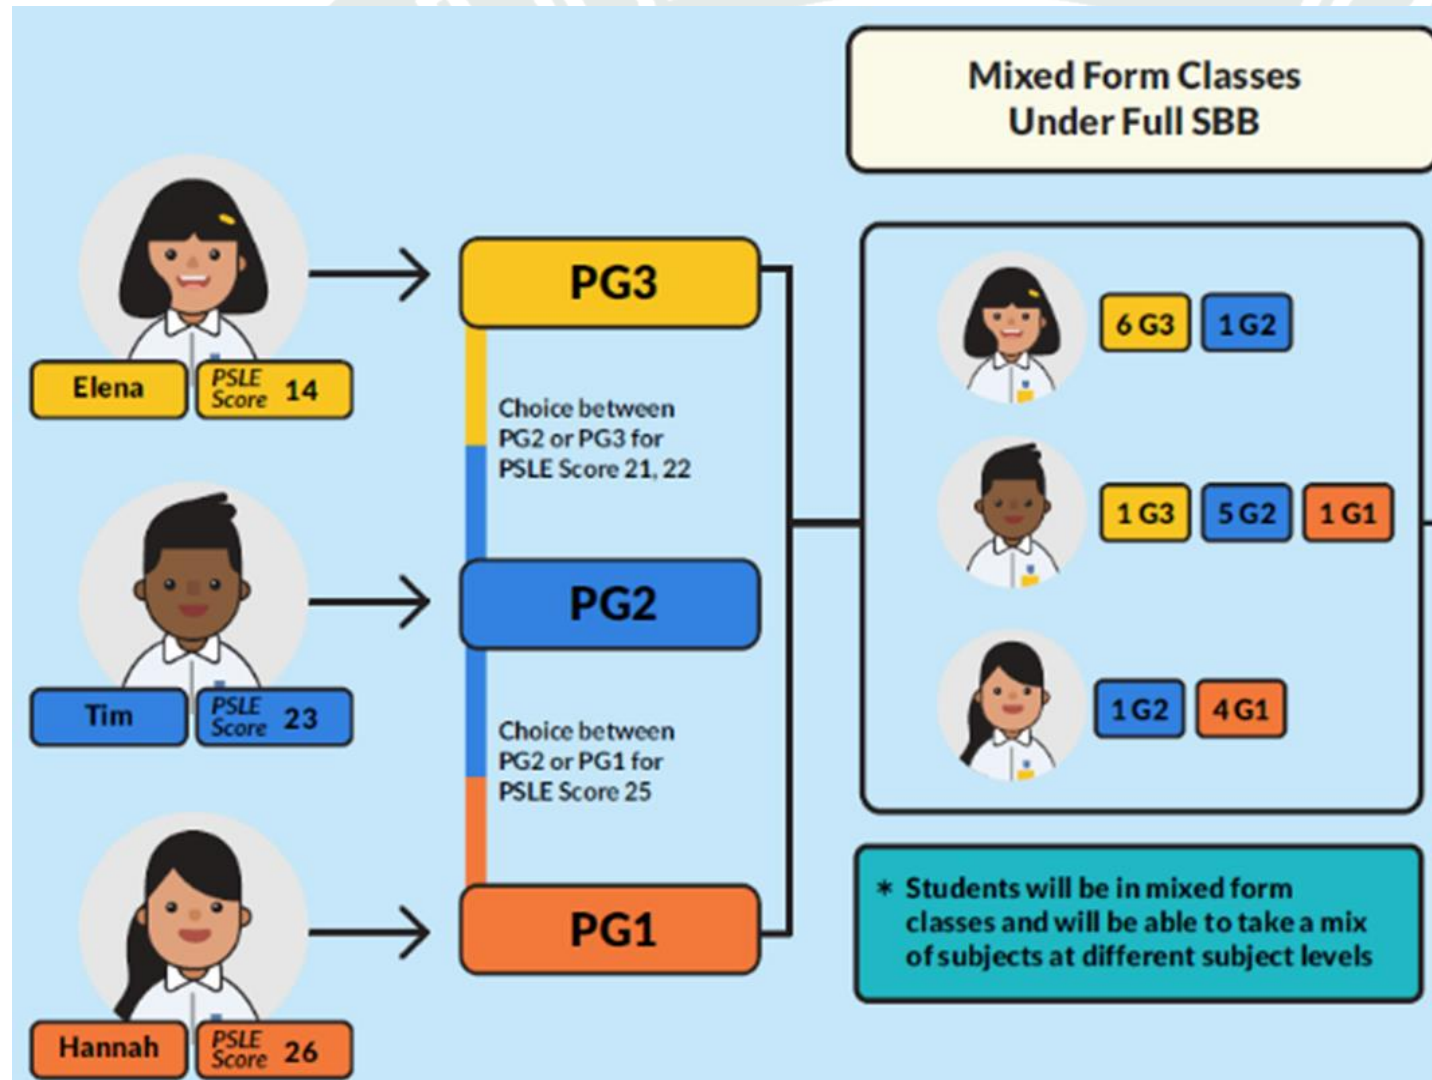 Mixed Form Classes
Under Full SBB
Elena
PSLE
Score 14
PG3
Choice between
PG2 or PG3 for
PSLE Score 21, 22
Tim
PSLE
Score 23
PG2
Choice between
PG2 or PG1 for
PSLE Score 25
Hannah
PSLE
Score 26
PG1
6 G3 1 G2
1 G3 5 G2 1 G1
1 G2 4 G1
* Students will be in mixed form
classes and will be able to take a mix
of subjects at different subject levels